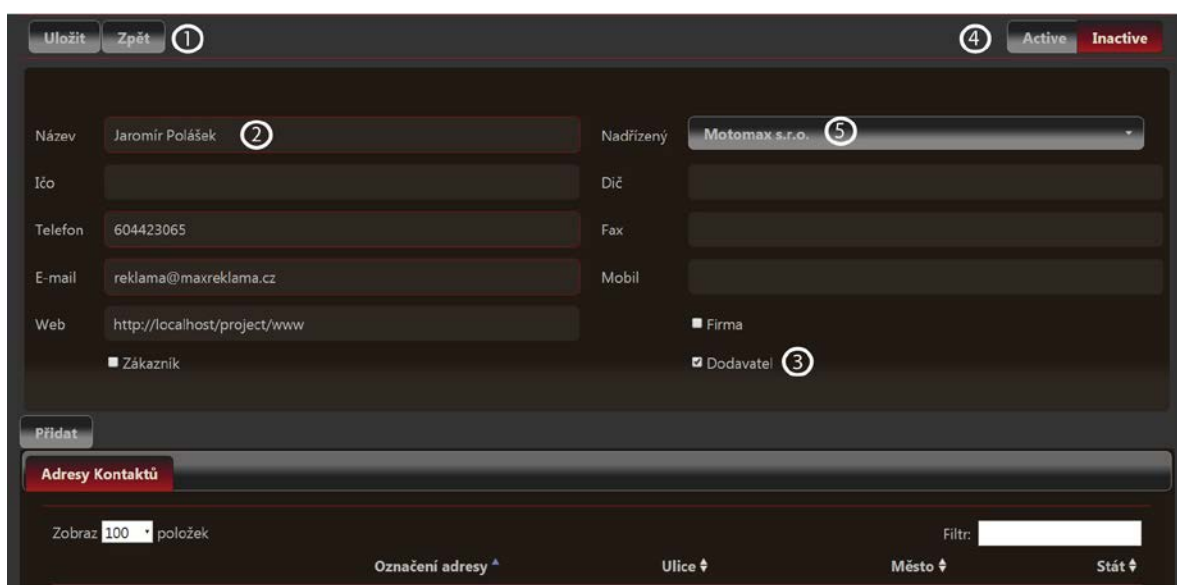 Uložit Zpět 1 4 Active Inactive
Název Jaromír Polášek 2 Nadřízený Motomax s.r.o. 5
Ičo Dič
Telefon 604423065 Fax
E-mail reklama@maxreklama.cz Mobil
Web http://localhost/project/www Firma
Zákazník Dodavatel 3
Přidat
Adresy Kontaktů
Zobraz 100 položek Filtr:
Označení adresy Ulice Město Stát